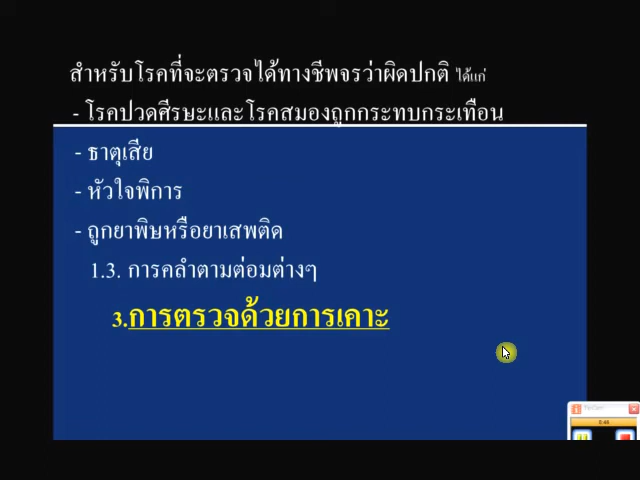 สำหรับโรคที่จะตรวจได้ทางชีพจรว่าผิดปกติ ได้แก่
- โรคปวดศีรษะและโรคสมองถูกกระทบกระเทือน
- ธาตุเสีย
- หัวใจพิการ
- ถูกยาพิษหรือยาเสพติด
1.3. การคลำตามต่อมต่างๆ
3.การตรวจด้วยการเคาะ